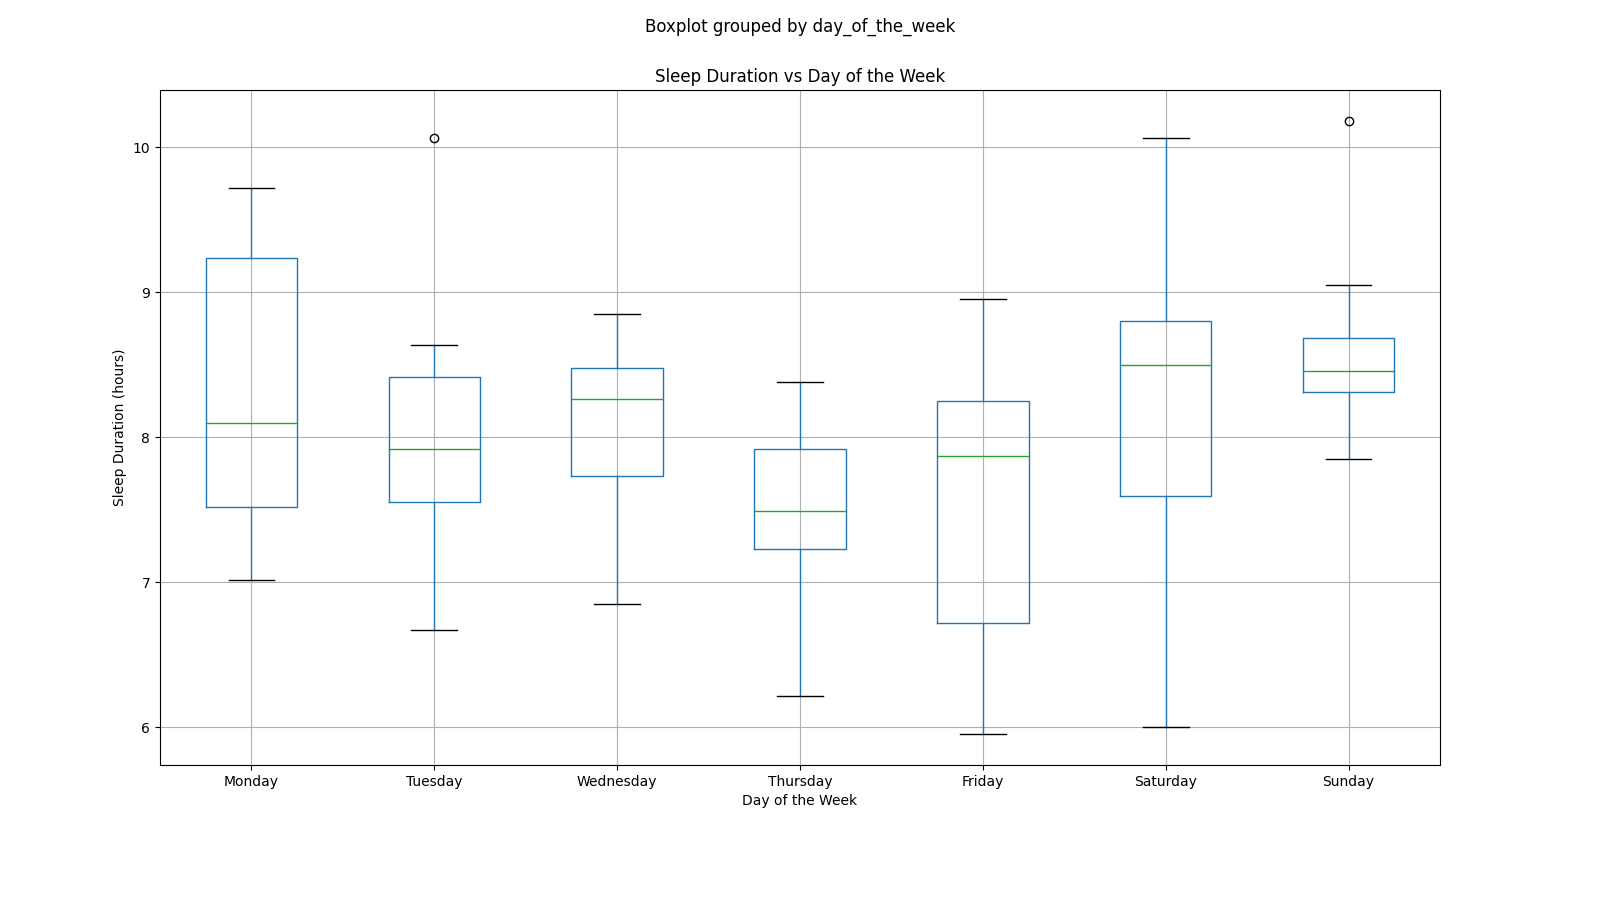 Boxplot grouped by day_of_the_week
Sleep Duration vs Day of the Week
10
9
8
7
6
Sleep Duration (hours)
Monday Tuesday Wednesday Thursday Friday Saturday Sunday
Day of the Week